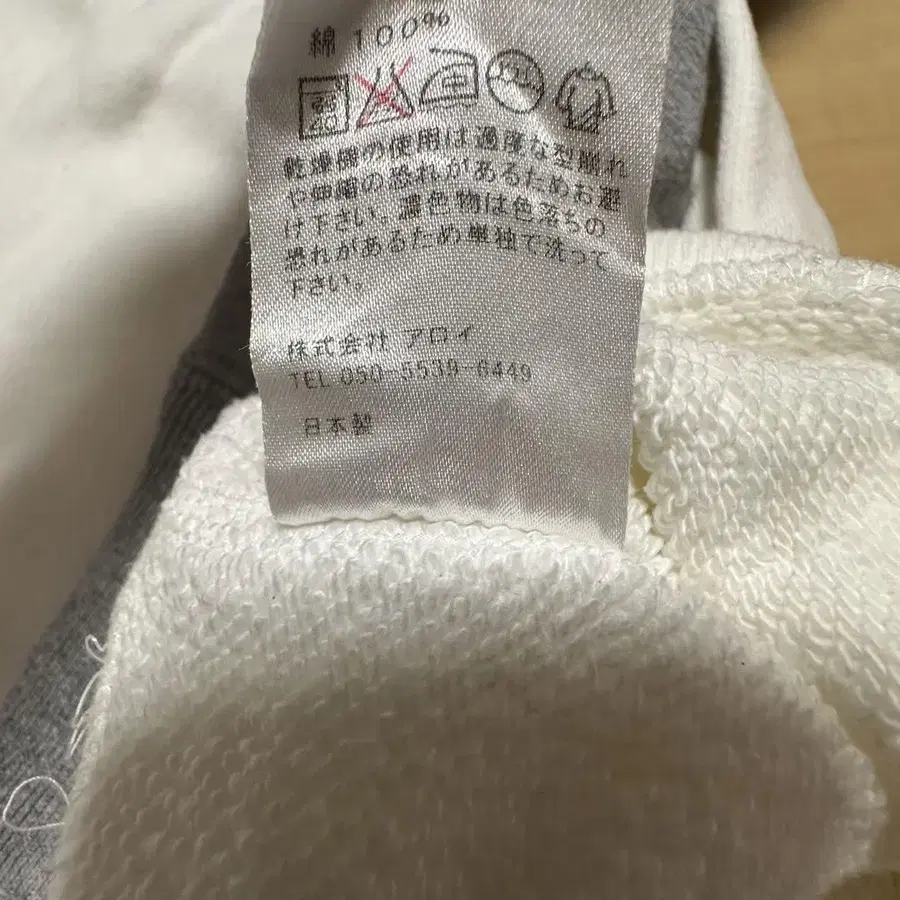 綿 100%
乾燥機の使用は過度な型崩れ
や伸縮の恐れがあるためお避
け下さい。濃色物は色落ちの
恐れがあるため単独で洗って
下さい。
株式会社 アロイ
TEL 050-5539-6449
日本製